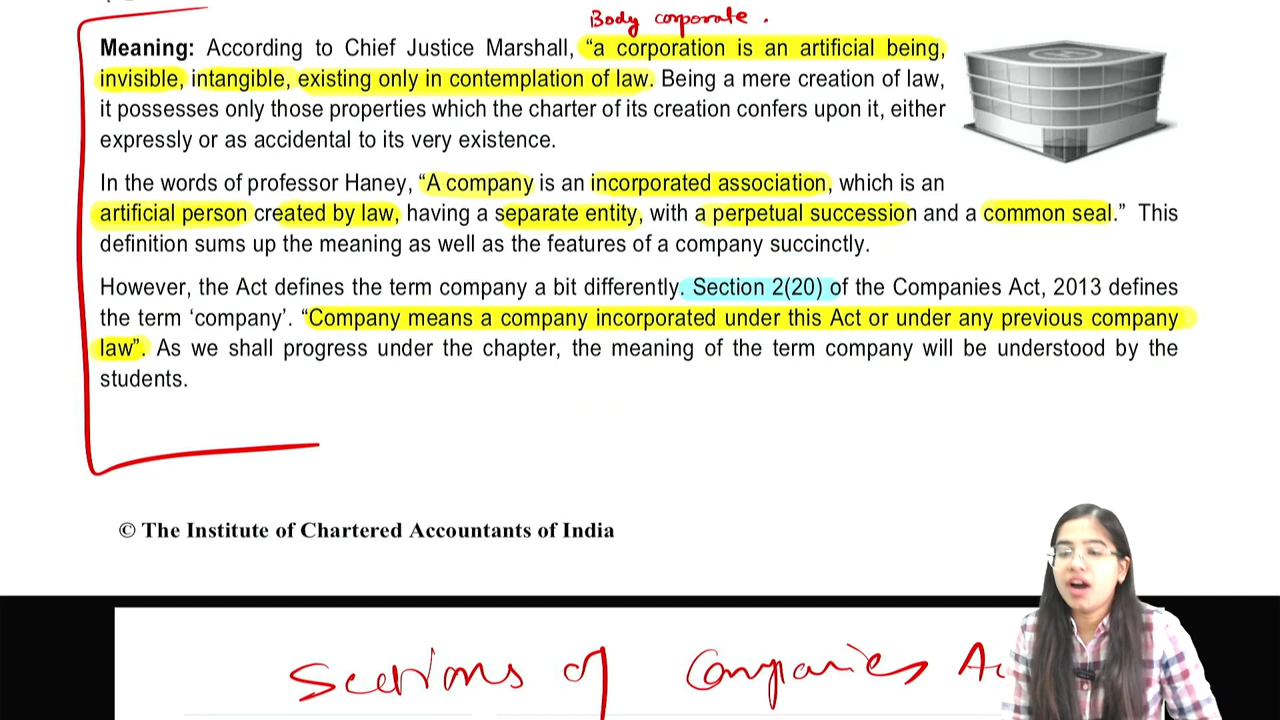 Body corporate.
Meaning: According to Chief Justice Marshall, “a corporation is an artificial being,
invisible, intangible, existing only in contemplation of law. Being a mere creation of law,
it possesses only those properties which the charter of its creation confers upon it, either
expressly or as accidental to its very existence.
In the words of professor Haney, “A company is an incorporated association, which is an
artificial person created by law, having a separate entity, with a perpetual succession and a common seal.” This
definition sums up the meaning as well as the features of a company succinctly.
However, the Act defines the term company a bit differently. Section 2(20) of the Companies Act, 2013 defines
the term ‘company’. “Company means a company incorporated under this Act or under any previous company
law”. As we shall progress under the chapter, the meaning of the term company will be understood by the
students.
© The Institute of Chartered Accountants of India
Sections of Companies Ac